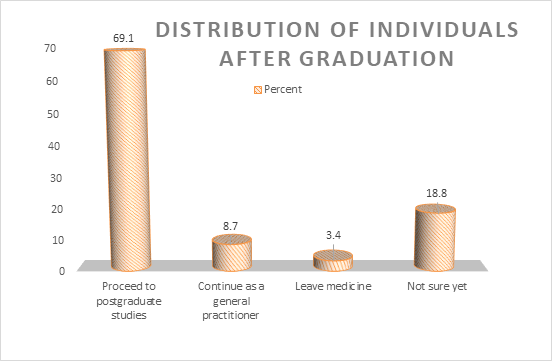 DISTRIBUTION OF INDIVIDUALS
AFTER GRADUATION
Percent
70
60
50
40
30
20
10
0
69.1
8.7
3.4
18.8
Proceed to
postgraduate
studies
Continue as a
general
practitioner
Leave medicine
Not sure yet